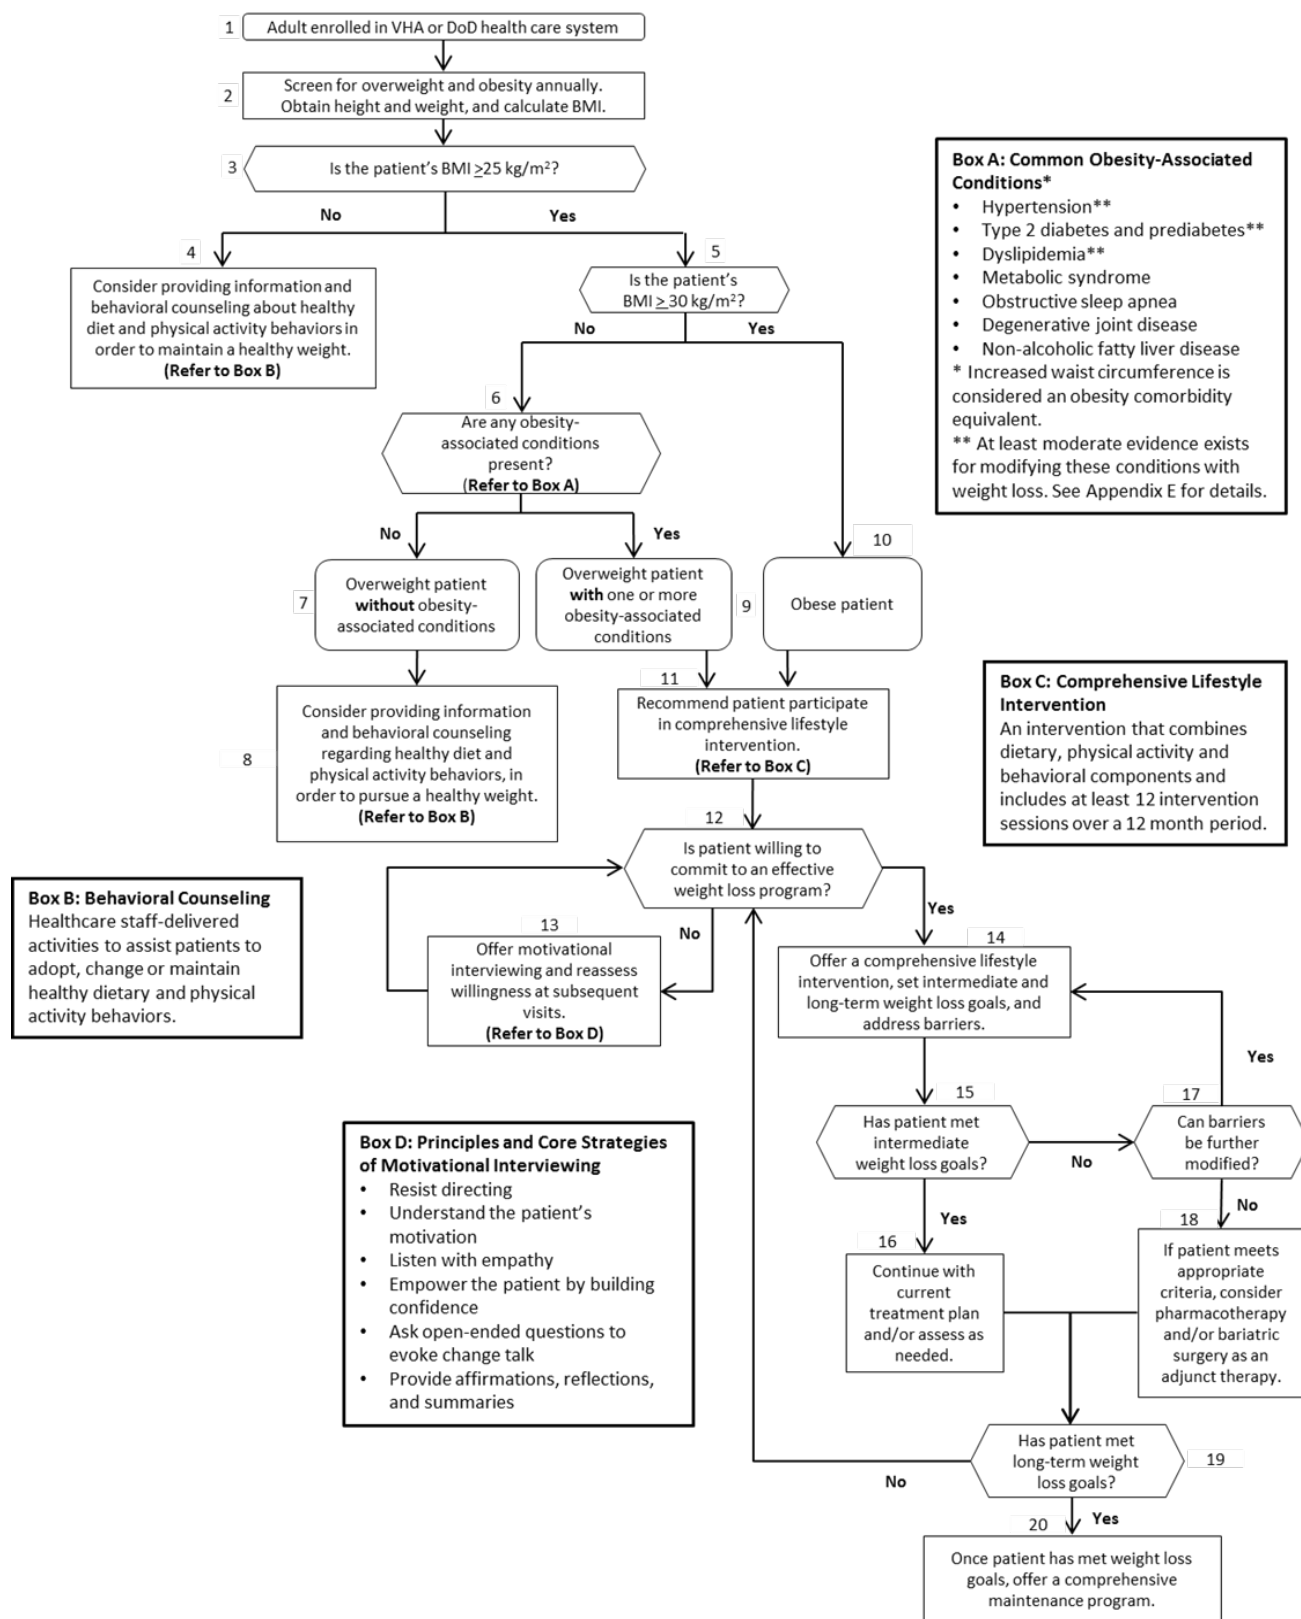 1
Adult enrolled in VHA or DoD health care system
2
Screen for overweight and obesity annually.
Obtain height and weight, and calculate BMI.
3
Is the patient's BMI ≥25 kg/m²?
No
Yes
4
Consider providing information and
behavioral counseling about healthy
diet and physical activity behaviors in
order to maintain a healthy weight.
(Refer to Box B)
5
Is the patient's
BMI ≥ 30 kg/m²?
No
Yes
Box A: Common Obesity-Associated
Conditions*
• Hypertension**
• Type 2 diabetes and prediabetes**
• Dyslipidemia**
• Metabolic syndrome
• Obstructive sleep apnea
• Degenerative joint disease
• Non-alcoholic fatty liver disease
* Increased waist circumference is
considered an obesity comorbidity
equivalent.
** At least moderate evidence exists
for modifying these conditions with
weight loss. See Appendix E for details.
6
Are any obesity-
associated conditions
present?
(Refer to Box A)
No
Yes
7
Overweight patient
without obesity-
associated conditions
Overweight patient
with one or more
obesity-associated
conditions
9
10
Obese patient
8
Consider providing information
and behavioral counseling
regarding healthy diet and
physical activity behaviors, in
order to pursue a healthy weight.
(Refer to Box B)
11
Recommend patient participate
in comprehensive lifestyle
intervention.
(Refer to Box C)
Box C: Comprehensive Lifestyle
Intervention
An intervention that combines
dietary, physical activity and
behavioral components and
includes at least 12 intervention
sessions over a 12 month period.
12
Is patient willing to
commit to an effective
weight loss program?
No
Yes
Box B: Behavioral Counseling
Healthcare staff-delivered
activities to assist patients to
adopt, change or maintain
healthy dietary and physical
activity behaviors.
13
Offer motivational
interviewing and reassess
willingness at subsequent
visits.
(Refer to Box D)
14
Offer a comprehensive lifestyle
intervention, set intermediate and
long-term weight loss goals, and
address barriers.
Yes
15
Has patient met
intermediate
weight loss goals?
No
Yes
17
Can barriers
be further
modified?
No
Box D: Principles and Core Strategies
of Motivational Interviewing
• Resist directing
• Understand the patient's
motivation
• Listen with empathy
• Empower the patient by building
confidence
• Ask open-ended questions to
evoke change talk
• Provide affirmations, reflections,
and summaries
16
Continue with
current
treatment plan
and/or assess as
needed.
18
If patient meets
appropriate
criteria, consider
pharmacotherapy
and/or bariatric
surgery as an
adjunct therapy.
Has patient met
long-term weight
loss goals?
19
No
Yes
20
Once patient has met weight loss
goals, offer a comprehensive
maintenance program.